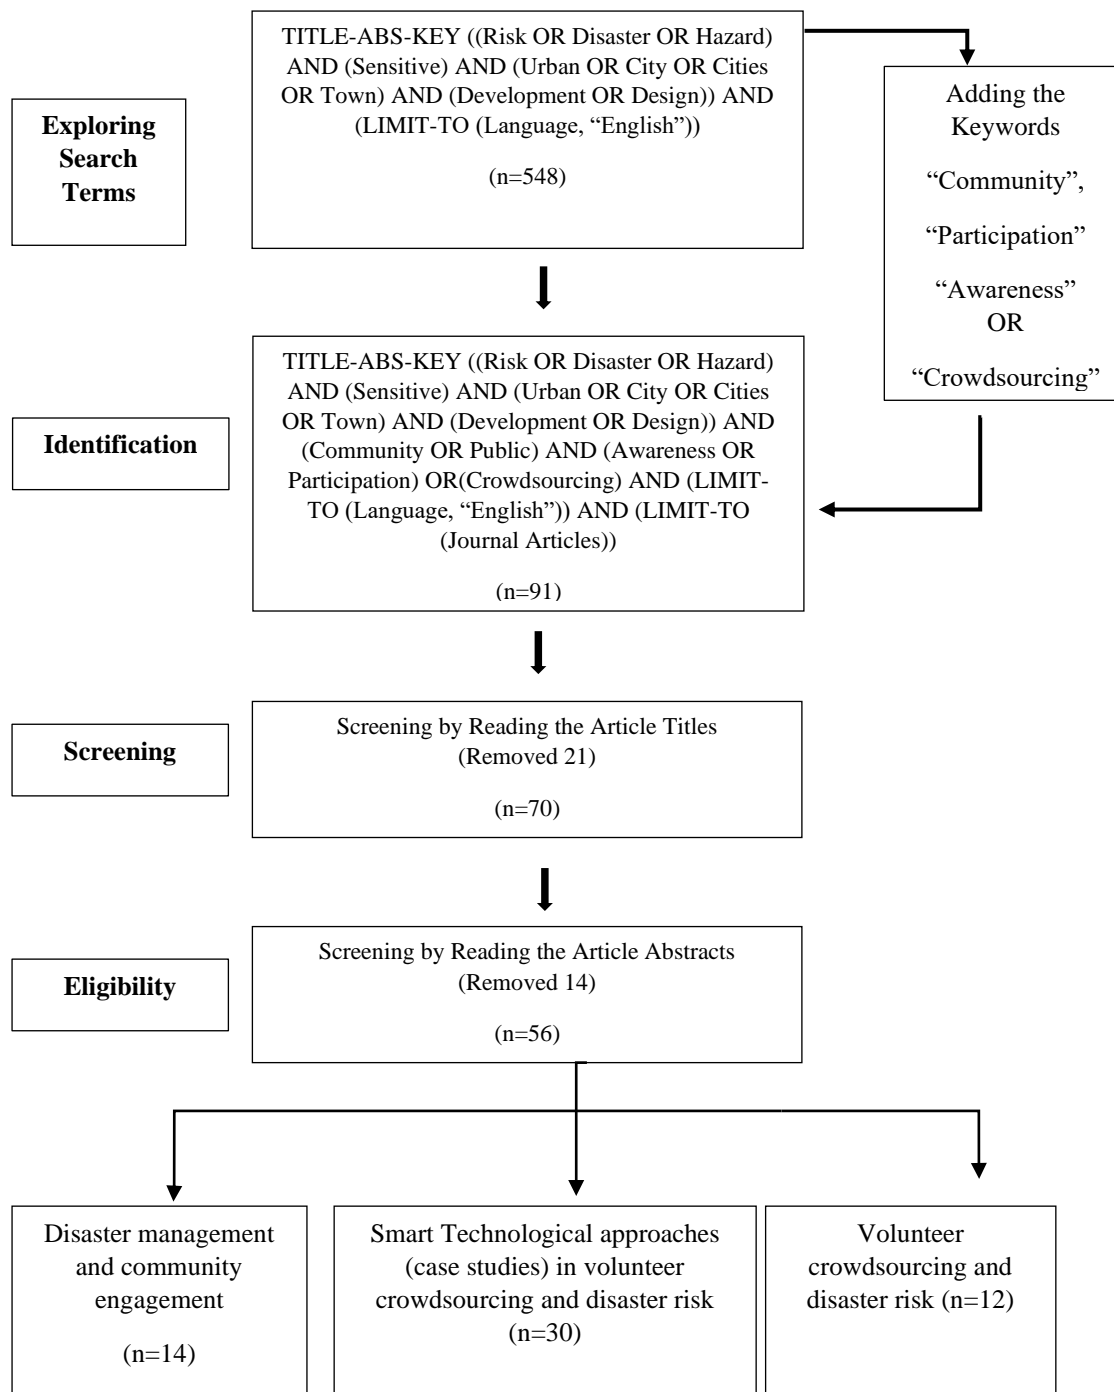 TITLE-ABS-KEY ((Risk OR Disaster OR Hazard)
AND (Sensitive) AND (Urban OR City OR Cities
OR Town) AND (Development OR Design)) AND
(LIMIT-TO (Language, “English”))
(n=548)
Adding the
Keywords
“Community”,
“Participation”
“Awareness”
OR
“Crowdsourcing”
Exploring
Search
Terms
TITLE-ABS-KEY ((Risk OR Disaster OR Hazard)
AND (Sensitive) AND (Urban OR City OR Cities
OR Town) AND (Development OR Design)) AND
(Community OR Public) AND (Awareness OR
Participation) OR(Crowdsourcing) AND (LIMIT-
TO (Language, “English”)) AND (LIMIT-TO
(Journal Articles))
(n=91)
Identification
Screening
Screening by Reading the Article Titles
(Removed 21)
(n=70)
Eligibility
Screening by Reading the Article Abstracts
(Removed 14)
(n=56)
Disaster management
and community
engagement
(n=14)
Smart Technological approaches
(case studies) in volunteer
crowdsourcing and disaster risk
(n=30)
Volunteer
crowdsourcing and
disaster risk (n=12)